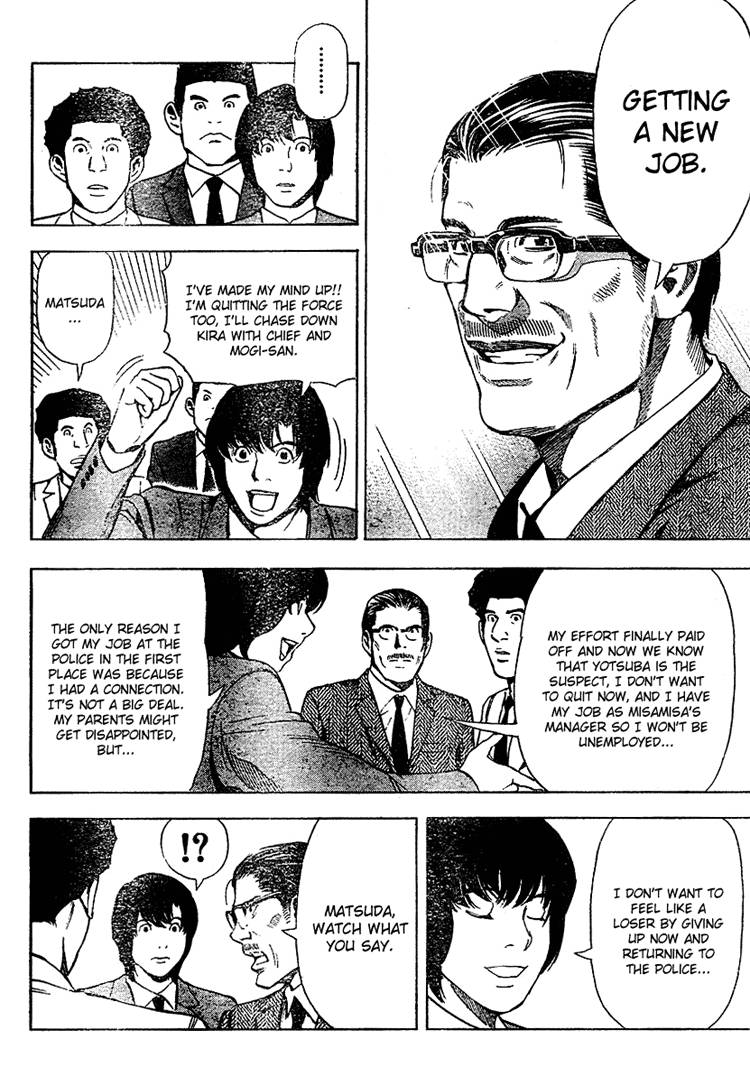 GETTING
A NEW
JOB.
.........
I'VE MADE MY MIND UP!!
I'M QUITTING THE FORCE
TOO, I'LL CHASE DOWN
KIRA WITH CHIEF AND
MOGI-SAN.
MATSUDA
...
MY EFFORT FINALLY PAID
OFF AND NOW WE KNOW
THAT YOTSUBA IS THE
SUSPECT, I DON'T WANT
TO QUIT NOW, AND I HAVE
MY JOB AS MISAMISA'S
MANAGER SO I WON'T BE
UNEMPLOYED...
THE ONLY REASON I
GOT MY JOB AT THE
POLICE IN THE FIRST
PLACE WAS BECAUSE
I HAD A CONNECTION.
IT'S NOT A BIG DEAL.
MY PARENTS MIGHT
GET DISAPPOINTED,
BUT...
I DON'T WANT TO
FEEL LIKE A
LOSER BY GIVING
UP NOW AND
RETURNING TO
THE POLICE...
MATSUDA,
WATCH WHAT
YOU SAY.
!?